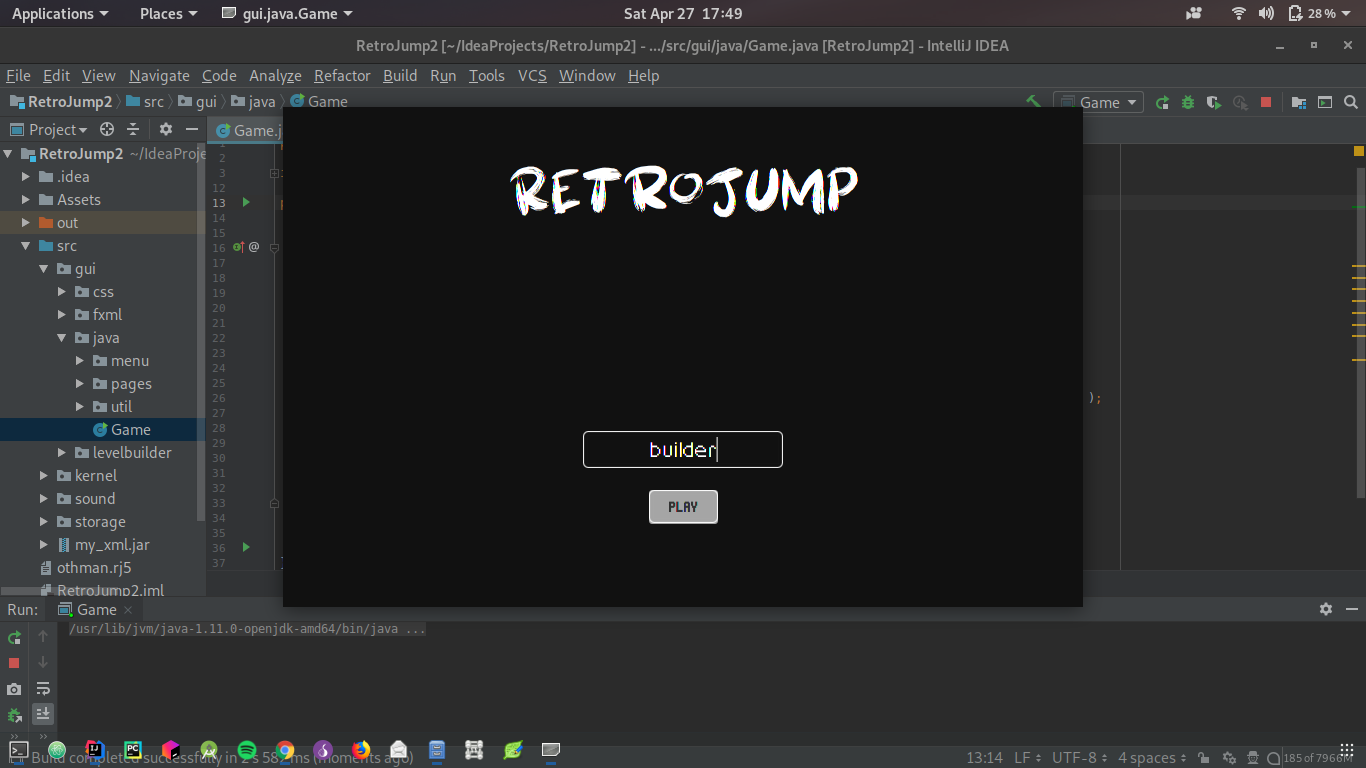 Applications Places gui.java.Game Sat Apr 27 17:49 28%
RetroJump2 [~/IdeaProjects/RetroJump2] - .../src/gui/java/Game.java [RetroJump2] - IntelliJ IDEA
File Edit View Navigate Code Analyze Refactor Build Run Tools VCS Window Help
RetroJump2 src gui java Game Game
Project Game.j
RetroJump2 ~/IdeaProje
.idea
Assets
out
src
gui
css
fxml
java
menu
pages
util
Game
levelbuilder
kernel
sound
storage
my_xml.jar
othman.rj5
RetroJump2.iml
1
2
3
12
13
14
15
16 @
17
18
19
20
21
22
23
24
25
26
27 );
28
29
30
31
32
33
34
35
36
37
RETROJUMP
builder
PLAY
Run: Game
/usr/lib/jvm/java-1.11.0-openjdk-amd64/bin/java ...
Build completed successfully in 2 s 58 ms (moments ago) 13:14 LF UTF-8 4 spaces 185 of 7966M